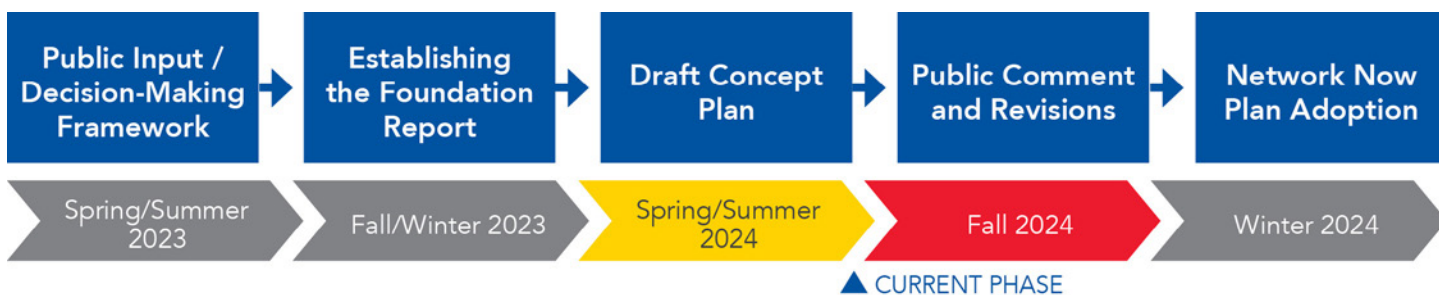 Public Input /
Decision-Making
Framework
Establishing
the Foundation
Report
Draft Concept
Plan
Public Comment
and Revisions
Network Now
Plan Adoption
Spring/Summer
2023
Fall/Winter 2023
Spring/Summer
2024
Fall 2024
Winter 2024
CURRENT PHASE